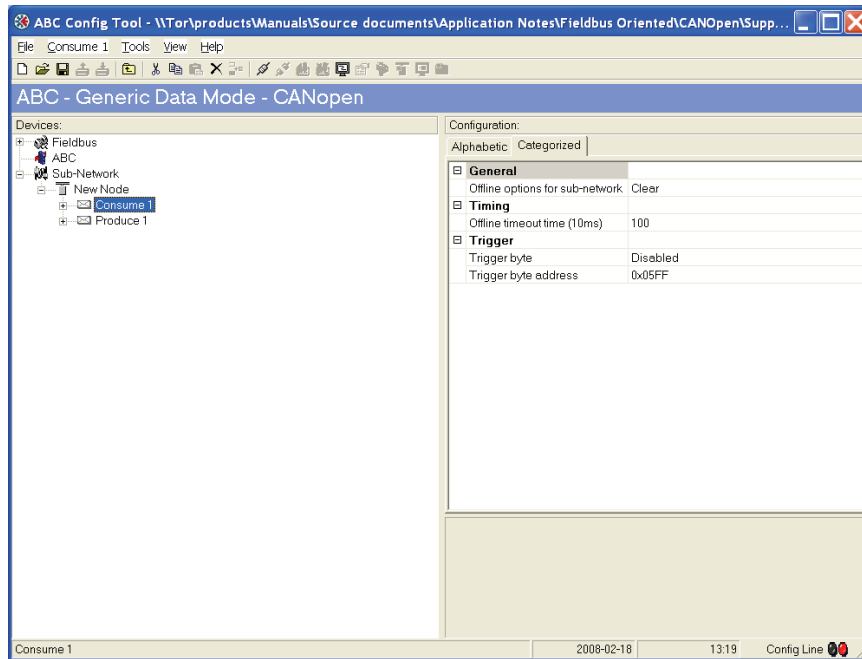 ABC Config Tool - \\Tor\products\Manuals\Source documents\Application Notes\Fieldbus Oriented\CANOpen\Supp...
File Consume 1 Tools View Help
ABC - Generic Data Mode - CANopen
Devices:
Fieldbus
ABC
Sub-Network
New Node
Consume 1
Produce 1
Configuration:
Alphabetic Categorized
General
Offline options for sub-network Clear
Timing
Offline timeout time (10ms) 100
Trigger
Trigger byte Disabled
Trigger byte address 0x05FF
Consume 1 2008-02-18 13:19 Config Line